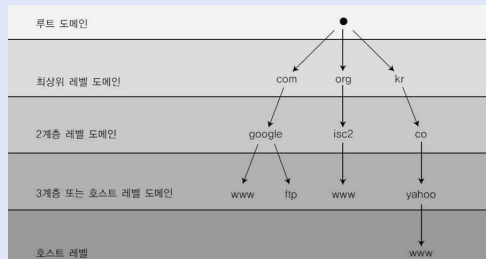 루트 도메인
최상위 레벨 도메인 com org kr
2계층 레벨 도메인 google isc2 co
3계층 또는 호스트 레벨 도메인 www ftp www yahoo
호스트 레벨 www